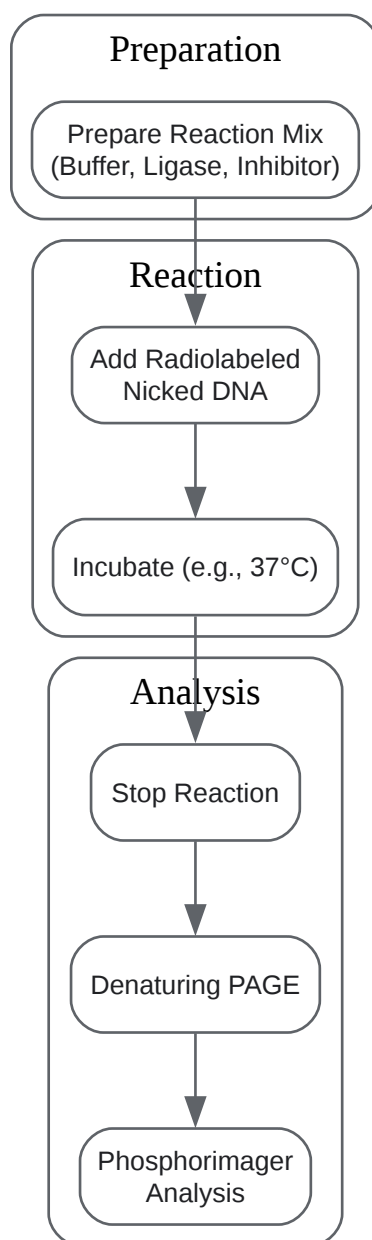 Preparation
Prepare Reaction Mix
(Buffer, Ligase, Inhibitor)
Reaction
Add Radiolabeled
Nicked DNA
Incubate (e.g., 37°C)
Analysis
Stop Reaction
Denaturing PAGE
Phosphorimager
Analysis